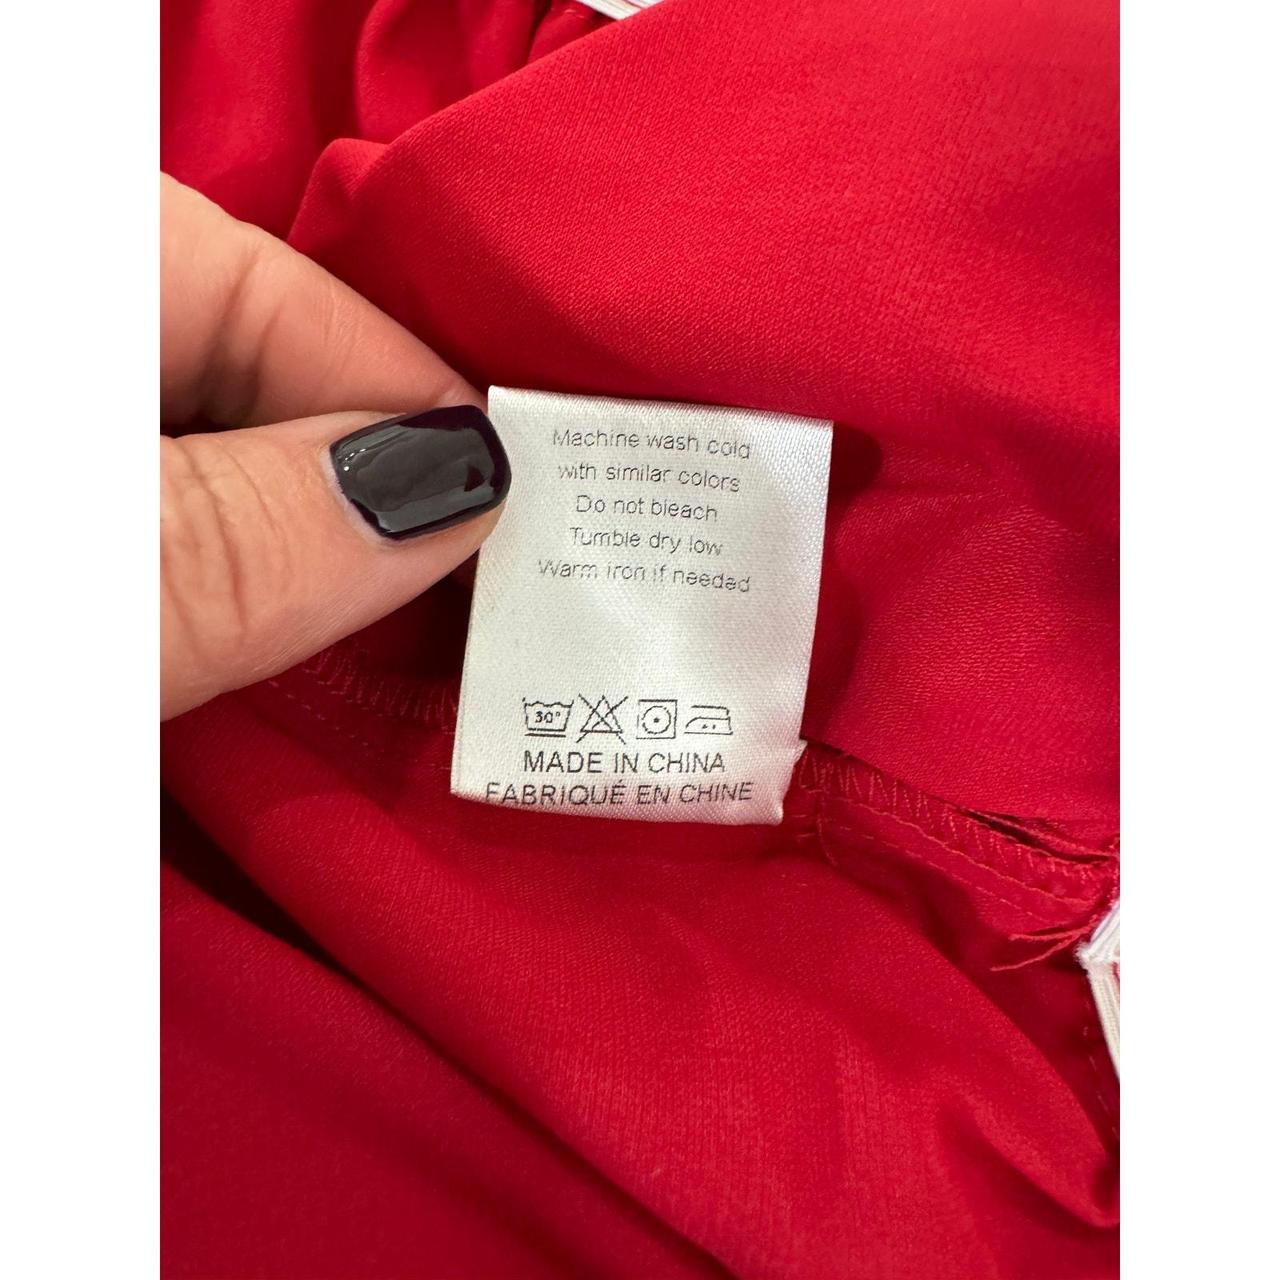 Machine wash cold
with similar colors
Do not bleach
Tumble dry low
Warm iron if needed
30°
MADE IN CHINA
FABRIQUÉ EN CHINE